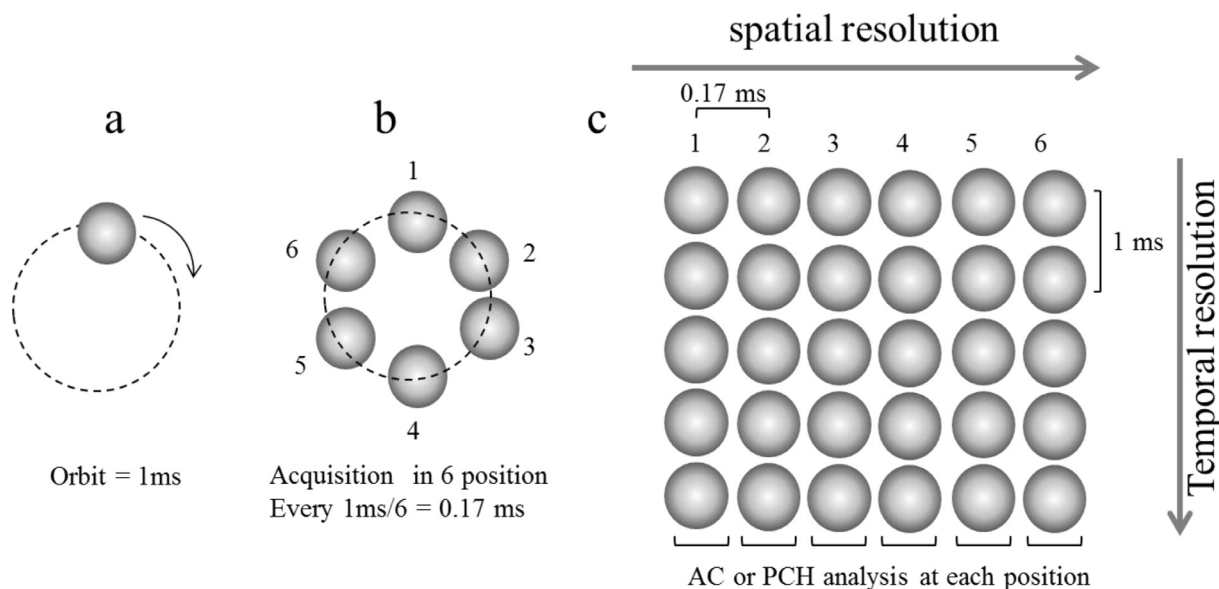 a
Orbit = 1ms
b
1
2
3
4
5
6
Acquisition in 6 position
Every 1ms/6 = 0.17 ms
c
spatial resolution
0.17 ms
1 2 3 4 5 6
1 ms
Temporal resolution
AC or PCH analysis at each position